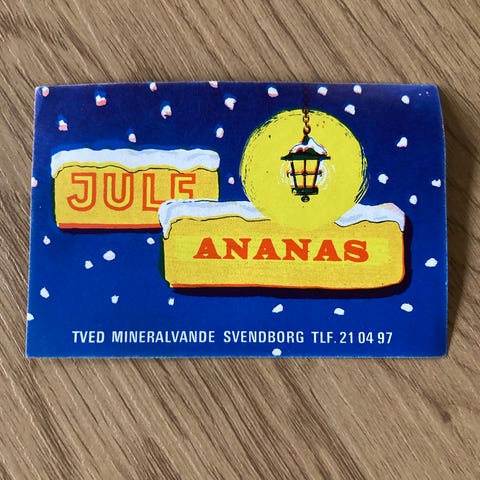 JULE
ANANAS
TVED MINERALVANDE SVENDBORG TLF. 21 04 97